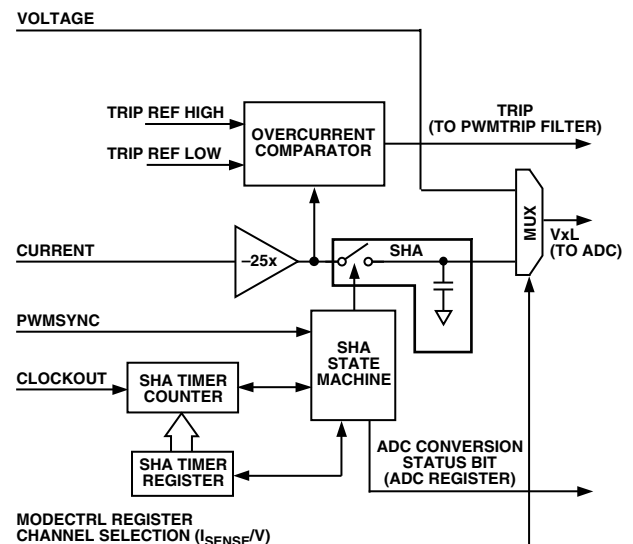 VOLTAGE
TRIP REF HIGH
TRIP REF LOW
OVERCURRENT
COMPARATOR
TRIP
(TO PWMTRIP FILTER)
MUX
VxL
(TO ADC)
CURRENT
–25x
SHA
PWMSYNC
SHA
STATE
MACHINE
CLOCKOUT
SHA TIMER
COUNTER
SHA TIMER
REGISTER
ADC CONVERSION
STATUS BIT
(ADC REGISTER)
MODECTRL REGISTER
CHANNEL SELECTION (ISENSE/V)